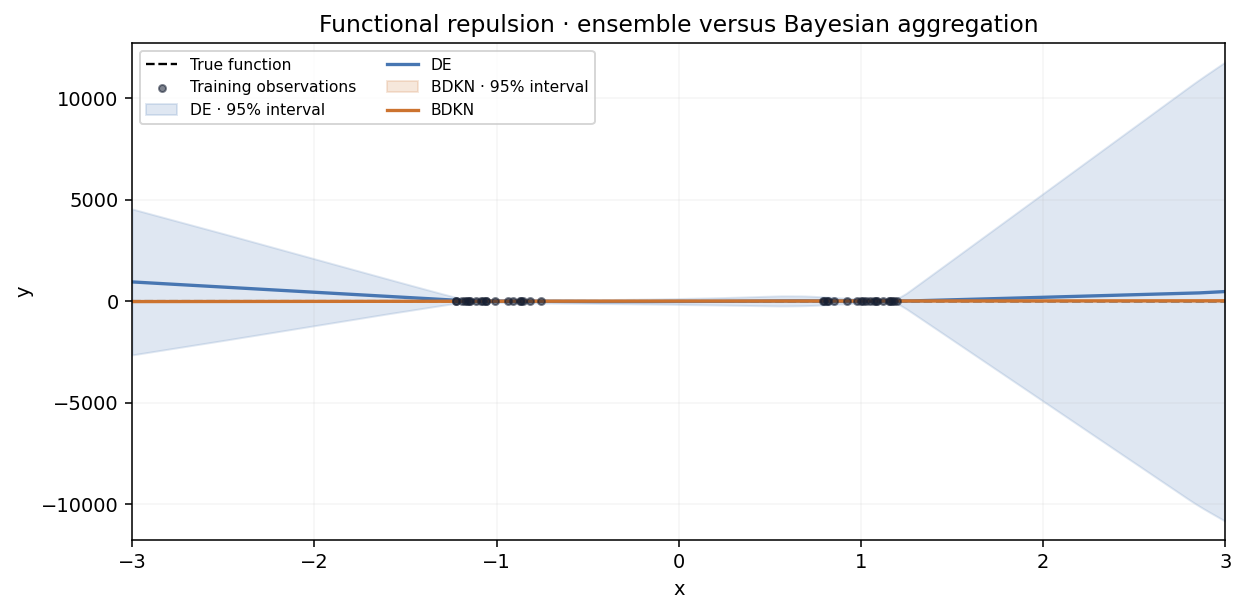 Functional repulsion · ensemble versus Bayesian aggregation
True function
Training observations
DE · 95% interval
DE
BDKN · 95% interval
BDKN
10000
5000
0
−5000
−10000
y
−3
−2
−1
0
1
2
3
x